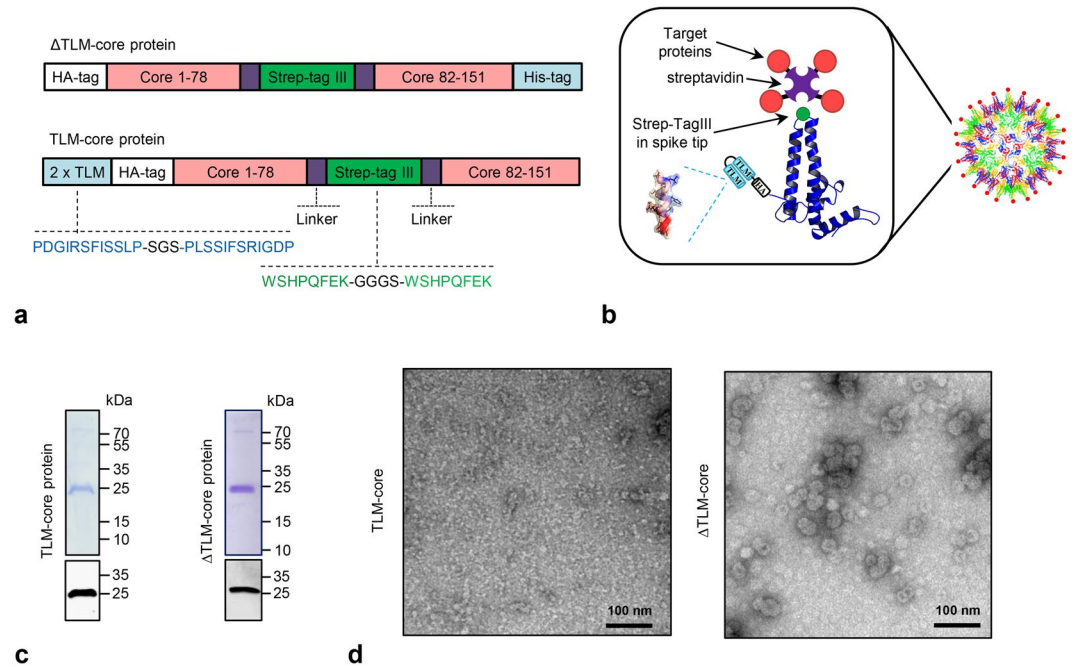 ΔTLM-core protein
HA-tag Core 1-78 Strep-tag III Core 82-151 His-tag
TLM-core protein
2 x TLM HA-tag Core 1-78 Strep-tag III Core 82-151
Linker Linker
PDGIRSFISSLP-SGS-PLSSIFSRIGDP
WSHPQFEK-GGGS-WSHPQFEK
a
Target
proteins
streptavidin
Strep-TagIII
in spike tip
TLM
TLM
HA
b
TLM-core protein
kDa
70
55
35
25
15
10
35
25
ΔTLM-core protein
kDa
70
55
35
25
15
10
35
25
c
TLM-core
100 nm
ΔTLM-core
100 nm
d